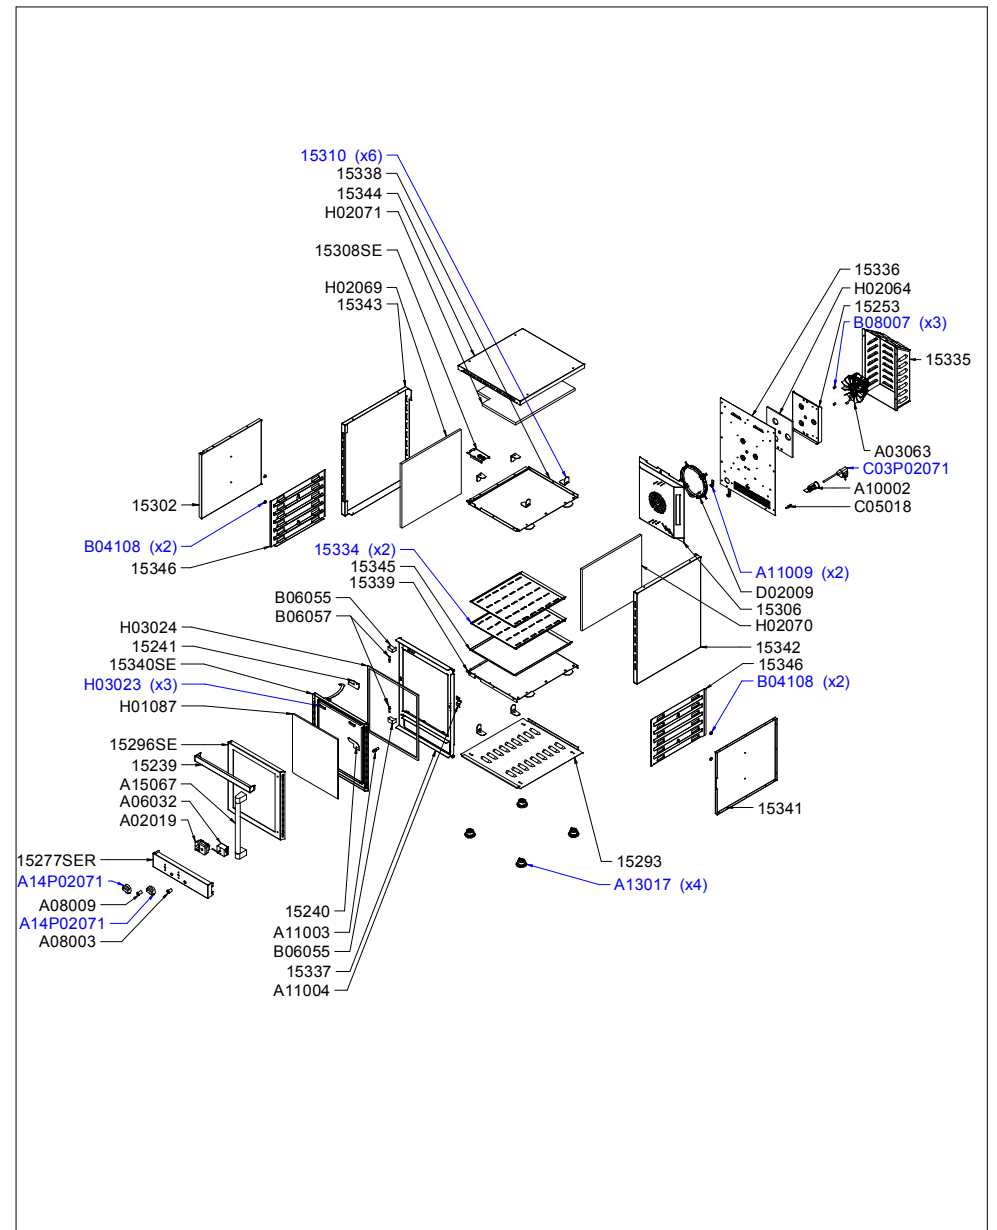 15310 (x6)
15338
15344
H02071
15308SE
H02069
15343
15336
H02064
15253
B08007 (x3)
15335
A03063
C03P02071
A10002
C05018
15302
B04108 (x2)
15346
15334 (x2)
15345
15339
A11009 (x2)
D02009
15306
H02070
15342
15346
B04108 (x2)
B06055
B06057
H03024
15241
15340SE
H03023 (x3)
H01087
15296SE
15239
A15067
A06032
A02019
15277SER
A14P02071
A08009
A14P02071
A08003
15341
15293
A13017 (x4)
15240
A11003
B06055
15337
A11004